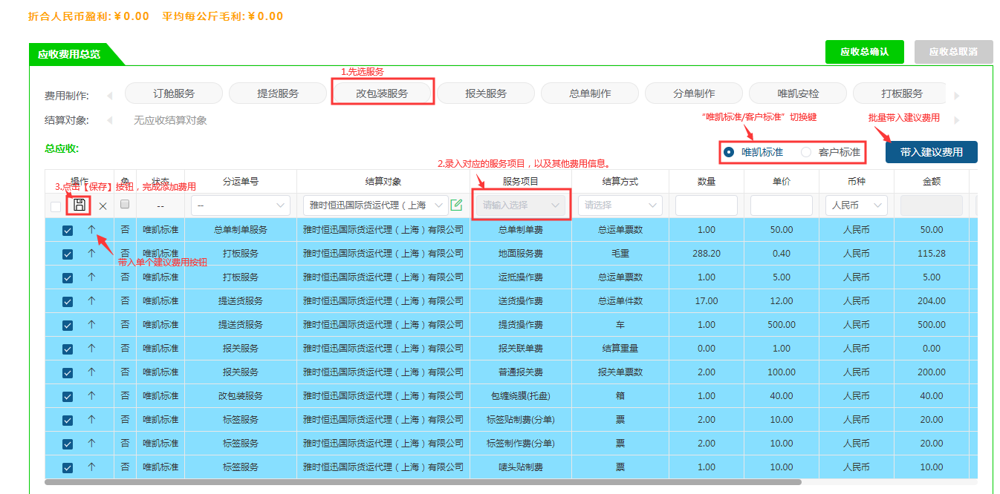 折合人民币盈利:￥0.00 平均每公斤毛利:￥0.00
应收费用总览 应收总确认 应收总取消
1.先选服务
费用制作: 订舱服务 提货服务 改包装服务 报关服务 总单制作 分单制作 唯凯安检 打板服务
结算对象: 无应收结算对象 “唯凯标准/客户标准”切换键 批量带入建议费用
总应收: 唯凯标准 客户标准 带入建议费用
2.录入对应的服务项目，以及其他费用信息。
操作 免 状态 分运单号 结算对象 服务项目 结算方式 数量 单价 币种 金额
3.点击【保存】按钮，完成添加费用
-- -- 雅时恒迅国际货运代理（上海 请输入选择 请选择 人民币
否 唯凯标准 总单制单服务 雅时恒迅国际货运代理（上海）有限公司 总单制单费 总运单票数 1.00 50.00 人民币 50.00
否 唯凯标准 打板服务 雅时恒迅国际货运代理（上海）有限公司 地面服务费 毛重 288.20 0.40 人民币 115.28
带入单个建议费用按钮
否 唯凯标准 打板服务 雅时恒迅国际货运代理（上海）有限公司 运抵操作费 总运单票数 1.00 5.00 人民币 5.00
否 唯凯标准 提送货服务 雅时恒迅国际货运代理（上海）有限公司 送货操作费 总运单件数 17.00 12.00 人民币 204.00
否 唯凯标准 提送货服务 雅时恒迅国际货运代理（上海）有限公司 提货操作费 车 1.00 500.00 人民币 500.00
否 唯凯标准 报关服务 雅时恒迅国际货运代理（上海）有限公司 报关联单费 结算重量 0.00 1.00 人民币 0.00
否 唯凯标准 报关服务 雅时恒迅国际货运代理（上海）有限公司 普通报关费 报关单票数 2.00 100.00 人民币 200.00
否 唯凯标准 改包装服务 雅时恒迅国际货运代理（上海）有限公司 包缠绕膜(托盘) 箱 1.00 40.00 人民币 40.00
否 唯凯标准 标签服务 雅时恒迅国际货运代理（上海）有限公司 标签贴制费(分单) 票 2.00 10.00 人民币 20.00
否 唯凯标准 标签服务 雅时恒迅国际货运代理（上海）有限公司 标签制作费(分单) 票 2.00 10.00 人民币 20.00
否 唯凯标准 标签服务 雅时恒迅国际货运代理（上海）有限公司 唛头贴制费 票 1.00 10.00 人民币 10.00